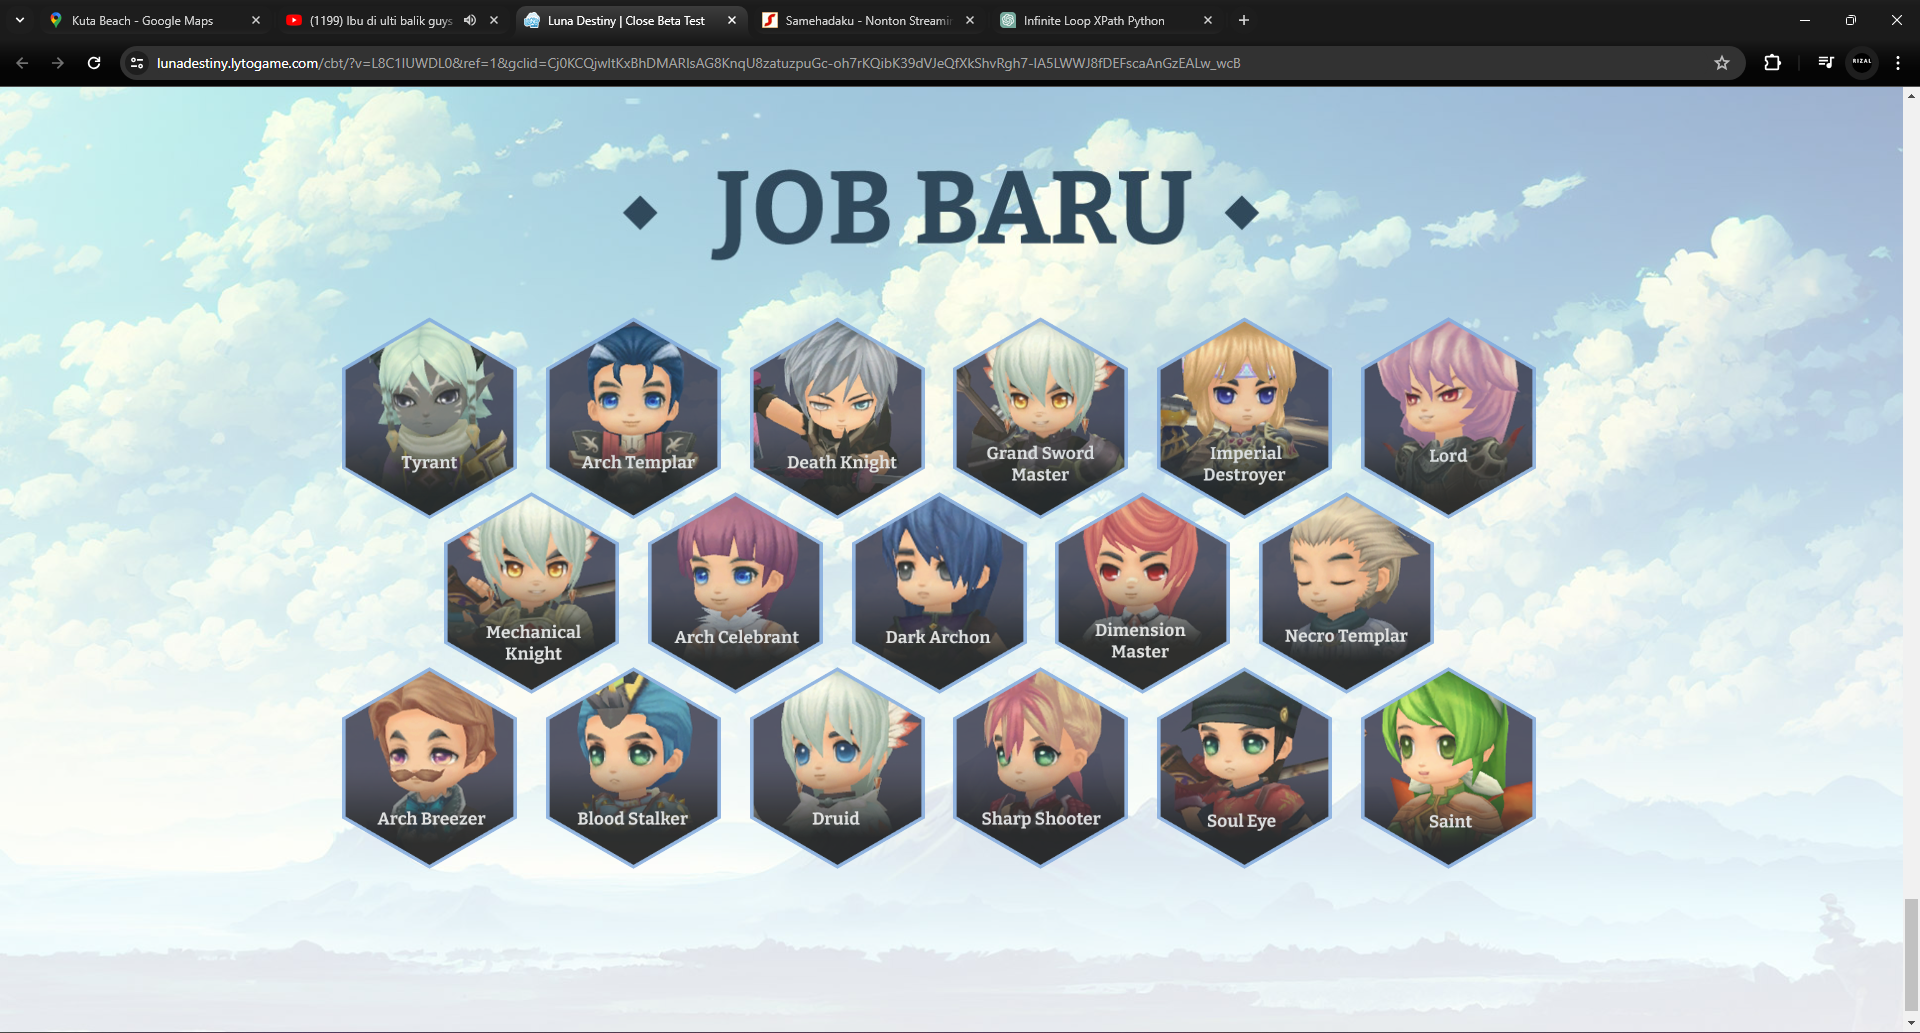 Kuta Beach - Google Maps
(1199) Ibu di ulti balik guys
Luna Destiny | Close Beta Test
Samehadaku - Nonton Streamin
Infinite Loop XPath Python
lunadestiny.lytogame.com/cbt/?v=L8C1IUWDL0&ref=1&gclid=Cj0KCQjwltKxBhDMARIsAG8KnqU8zatuzpuGc-oh7rKQibK39dVJeQfXkShvRgh7-IA5LWWJ8fDEFscaAnGzEALw_wcB
RIZAL
JOB BARU
Tyrant
Arch Templar
Death Knight
Grand Sword
Master
Imperial
Destroyer
Lord
Mechanical
Knight
Arch Celebrant
Dark Archon
Dimension
Master
Necro Templar
Arch Breezer
Blood Stalker
Druid
Sharp Shooter
Soul Eye
Saint